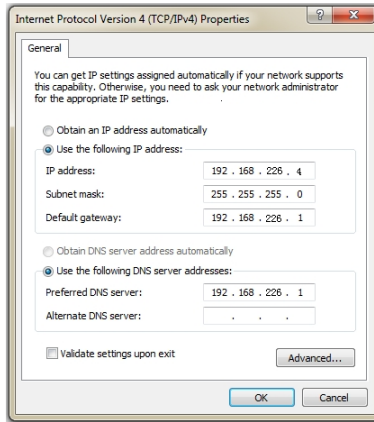 Internet Protocol Version 4 (TCP/IPv4) Properties
General
You can get IP settings assigned automatically if your network supports
this capability. Otherwise, you need to ask your network administrator
for the appropriate IP settings.
Obtain an IP address automatically
Use the following IP address:
IP address: 192 . 168 . 226 . 4
Subnet mask: 255 . 255 . 255 . 0
Default gateway: 192 . 168 . 226 . 1
Obtain DNS server address automatically
Use the following DNS server addresses:
Preferred DNS server: 192 . 168 . 226 . 1
Alternate DNS server: . . .
Validate settings upon exit
Advanced...
OK Cancel